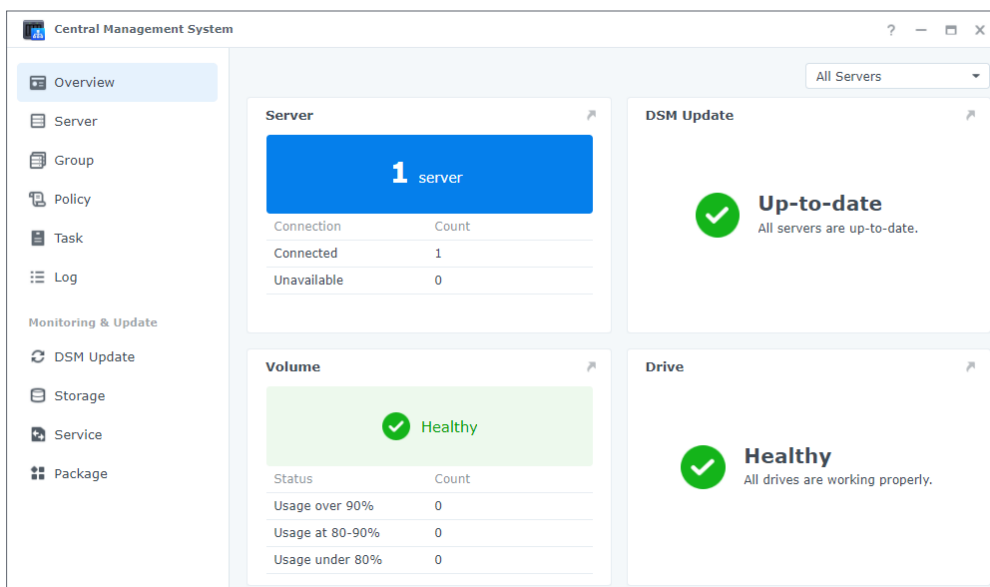 Central Management System
?
Overview
Server
Group
Policy
Task
Log
Monitoring & Update
DSM Update
Storage
Service
Package
All Servers
Server
1 server
Connection Count
Connected 1
Unavailable 0
DSM Update
Up-to-date
All servers are up-to-date.
Volume
Healthy
Status Count
Usage over 90% 0
Usage at 80-90% 0
Usage under 80% 0
Drive
Healthy
All drives are working properly.